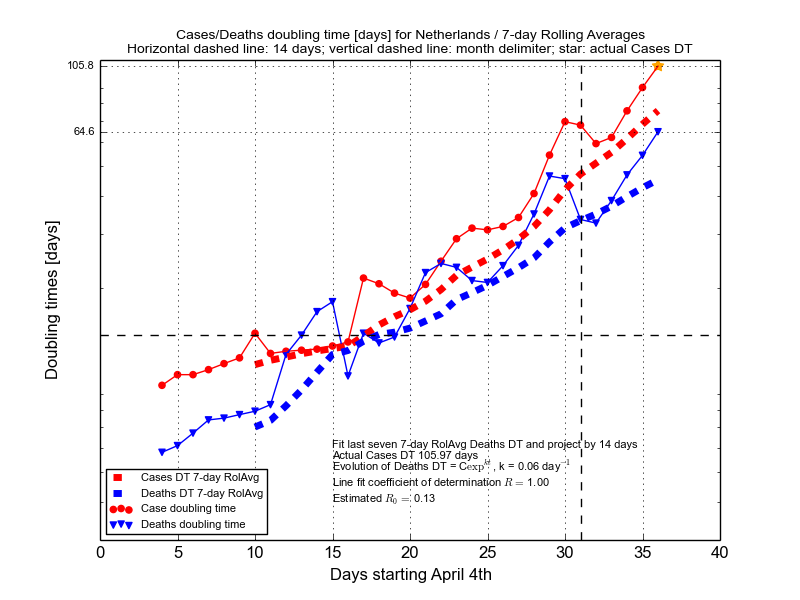 Cases/Deaths doubling time [days] for Netherlands / 7-day Rolling Averages
Horizontal dashed line: 14 days; vertical dashed line: month delimiter; star: actual Cases DT
105.8
64.6
Doubling times [days]
Fit last seven 7-day RolAvg Deaths DT and project by 14 days
Actual Cases DT 105.97 days
Evolution of Deaths DT = Cexp^{kt}, k = 0.06 day^{-1}
Line fit coefficient of determination R = 1.00
Estimated R_0 = 0.13
Cases DT 7-day RolAvg
Deaths DT 7-day RolAvg
Case doubling time
Deaths doubling time
0 5 10 15 20 25 30 35 40
Days starting April 4th